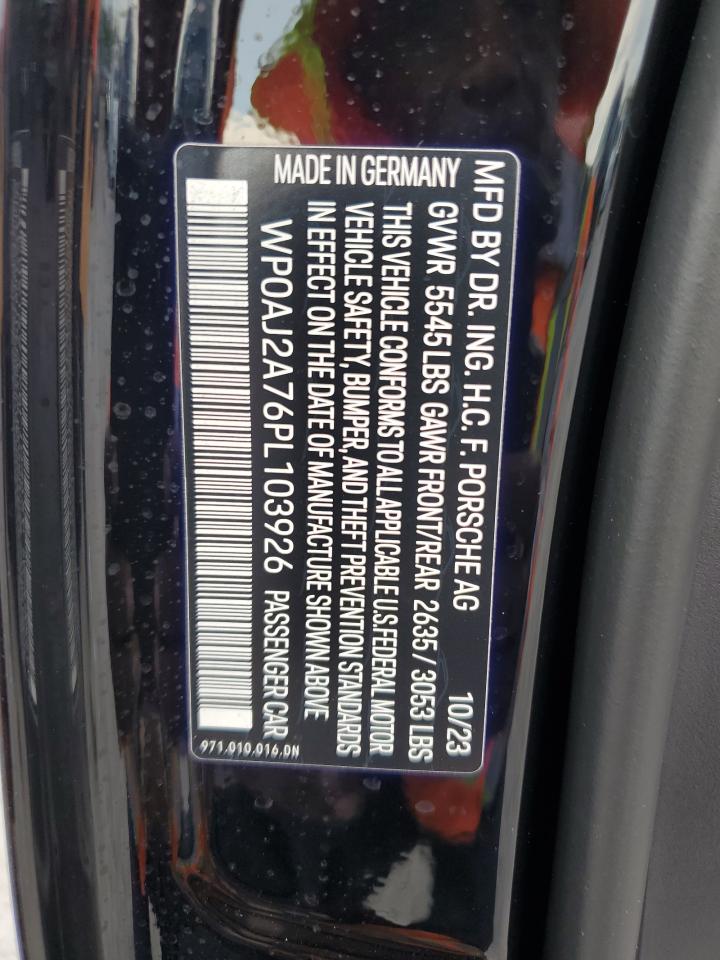 MFD BY DR. ING. H.C. F. PORSCHE AG 10/23
MADE IN GERMANY GVWR 5545 LBS GAWR FRONT/REAR 2635 / 3053 LBS
THIS VEHICLE CONFORMS TO ALL APPLICABLE U.S. FEDERAL MOTOR
VEHICLE SAFETY, BUMPER, AND THEFT PREVENTION STANDARDS
IN EFFECT ON THE DATE OF MANUFACTURE SHOWN ABOVE
WP0AJ2A76PL103926 PASSENGER CAR
971.010.016.DN